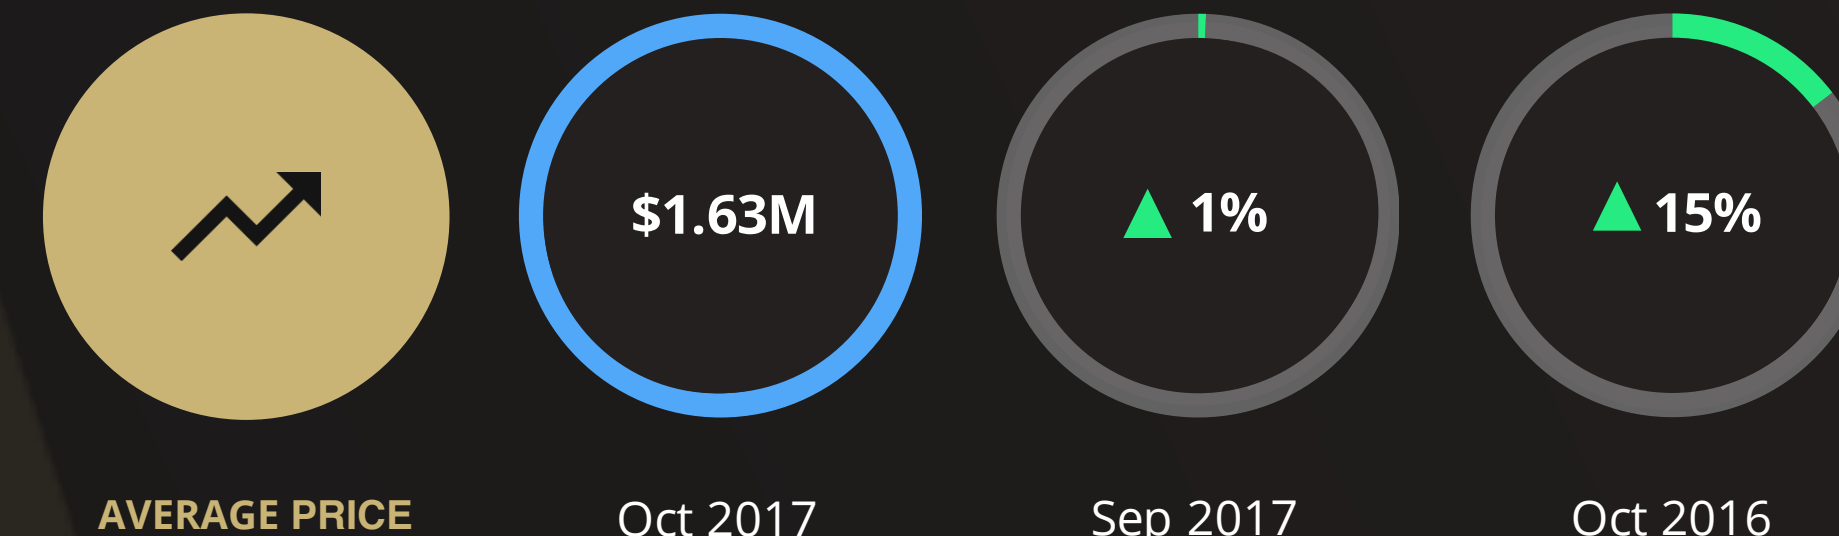 $1.63M
1%
15%
AVERAGE PRICE
Oct 2017
Sep 2017
Oct 2016